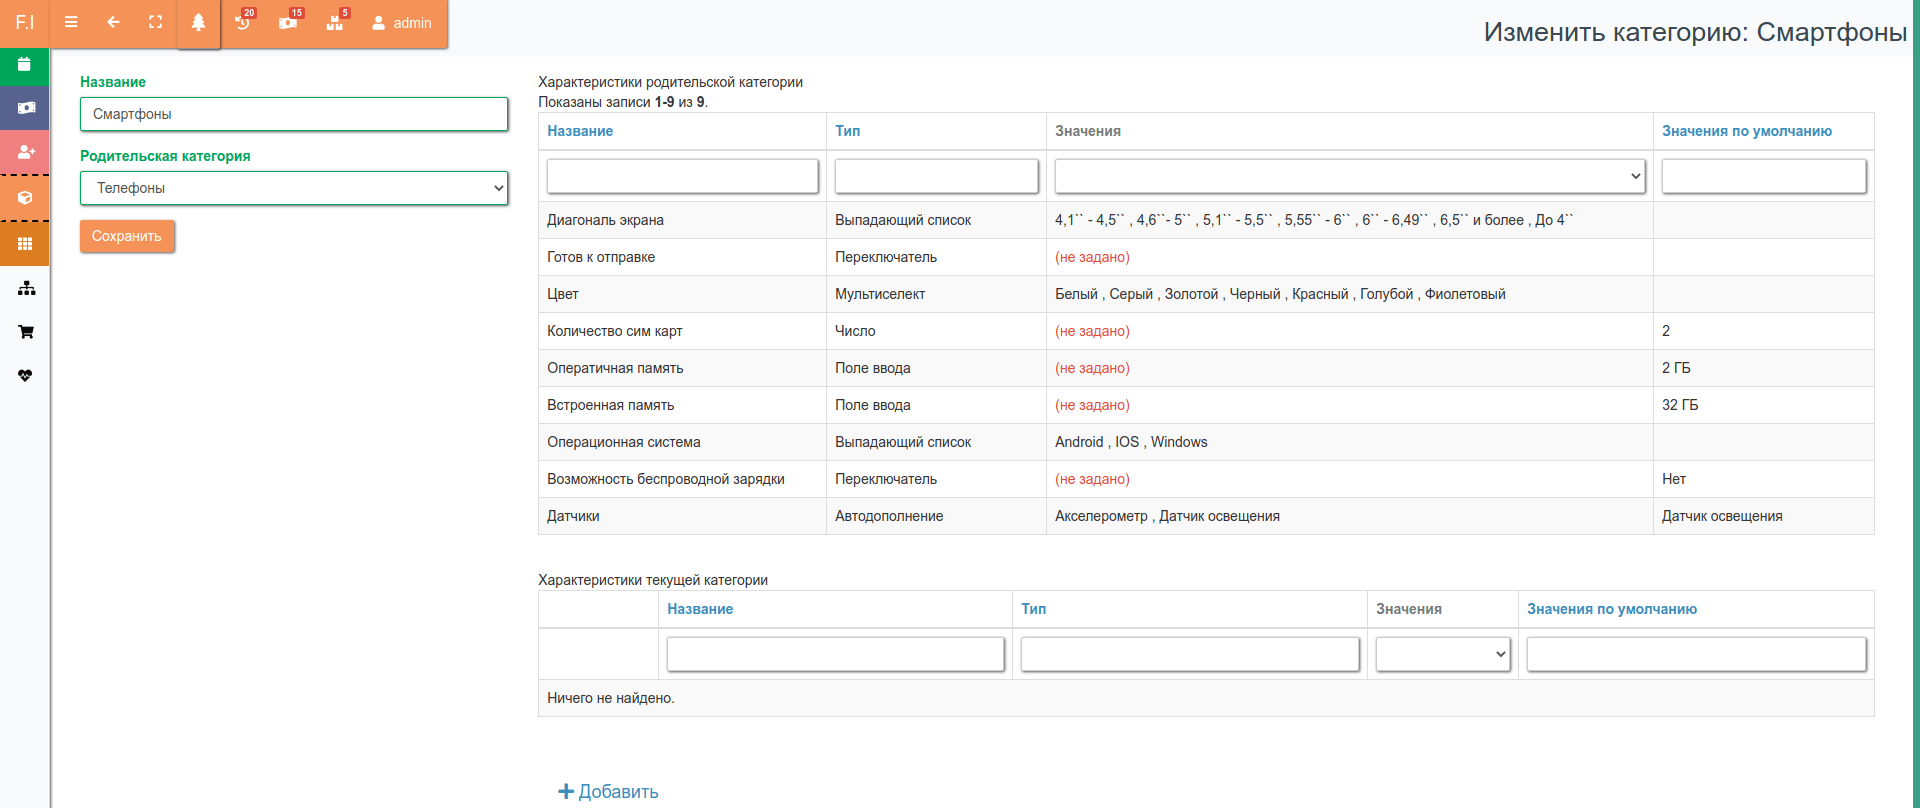 F.I 20 15 5 admin
Изменить категорию: Смартфоны
Название
Смартфоны
Родительская категория
Телефоны
Сохранить
Характеристики родительской категории
Показаны записи 1-9 из 9.
Название Тип Значения Значения по умолчанию
Диагональ экрана Выпадающий список 4,1`` - 4,5`` , 4,6``- 5`` , 5,1`` - 5,5`` , 5,55`` - 6`` , 6`` - 6,49`` , 6,5`` и более , До 4``
Готов к отправке Переключатель (не задано)
Цвет Мультиселект Белый , Серый , Золотой , Черный , Красный , Голубой , Фиолетовый
Количество сим карт Число (не задано) 2
Оператичная память Поле ввода (не задано) 2 ГБ
Встроенная память Поле ввода (не задано) 32 ГБ
Операционная система Выпадающий список Android , IOS , Windows
Возможность беспроводной зарядки Переключатель (не задано) Нет
Датчики Автодополнение Акселерометр , Датчик освещения Датчик освещения
Характеристики текущей категории
Название Тип Значения Значения по умолчанию
Ничего не найдено.
Добавить